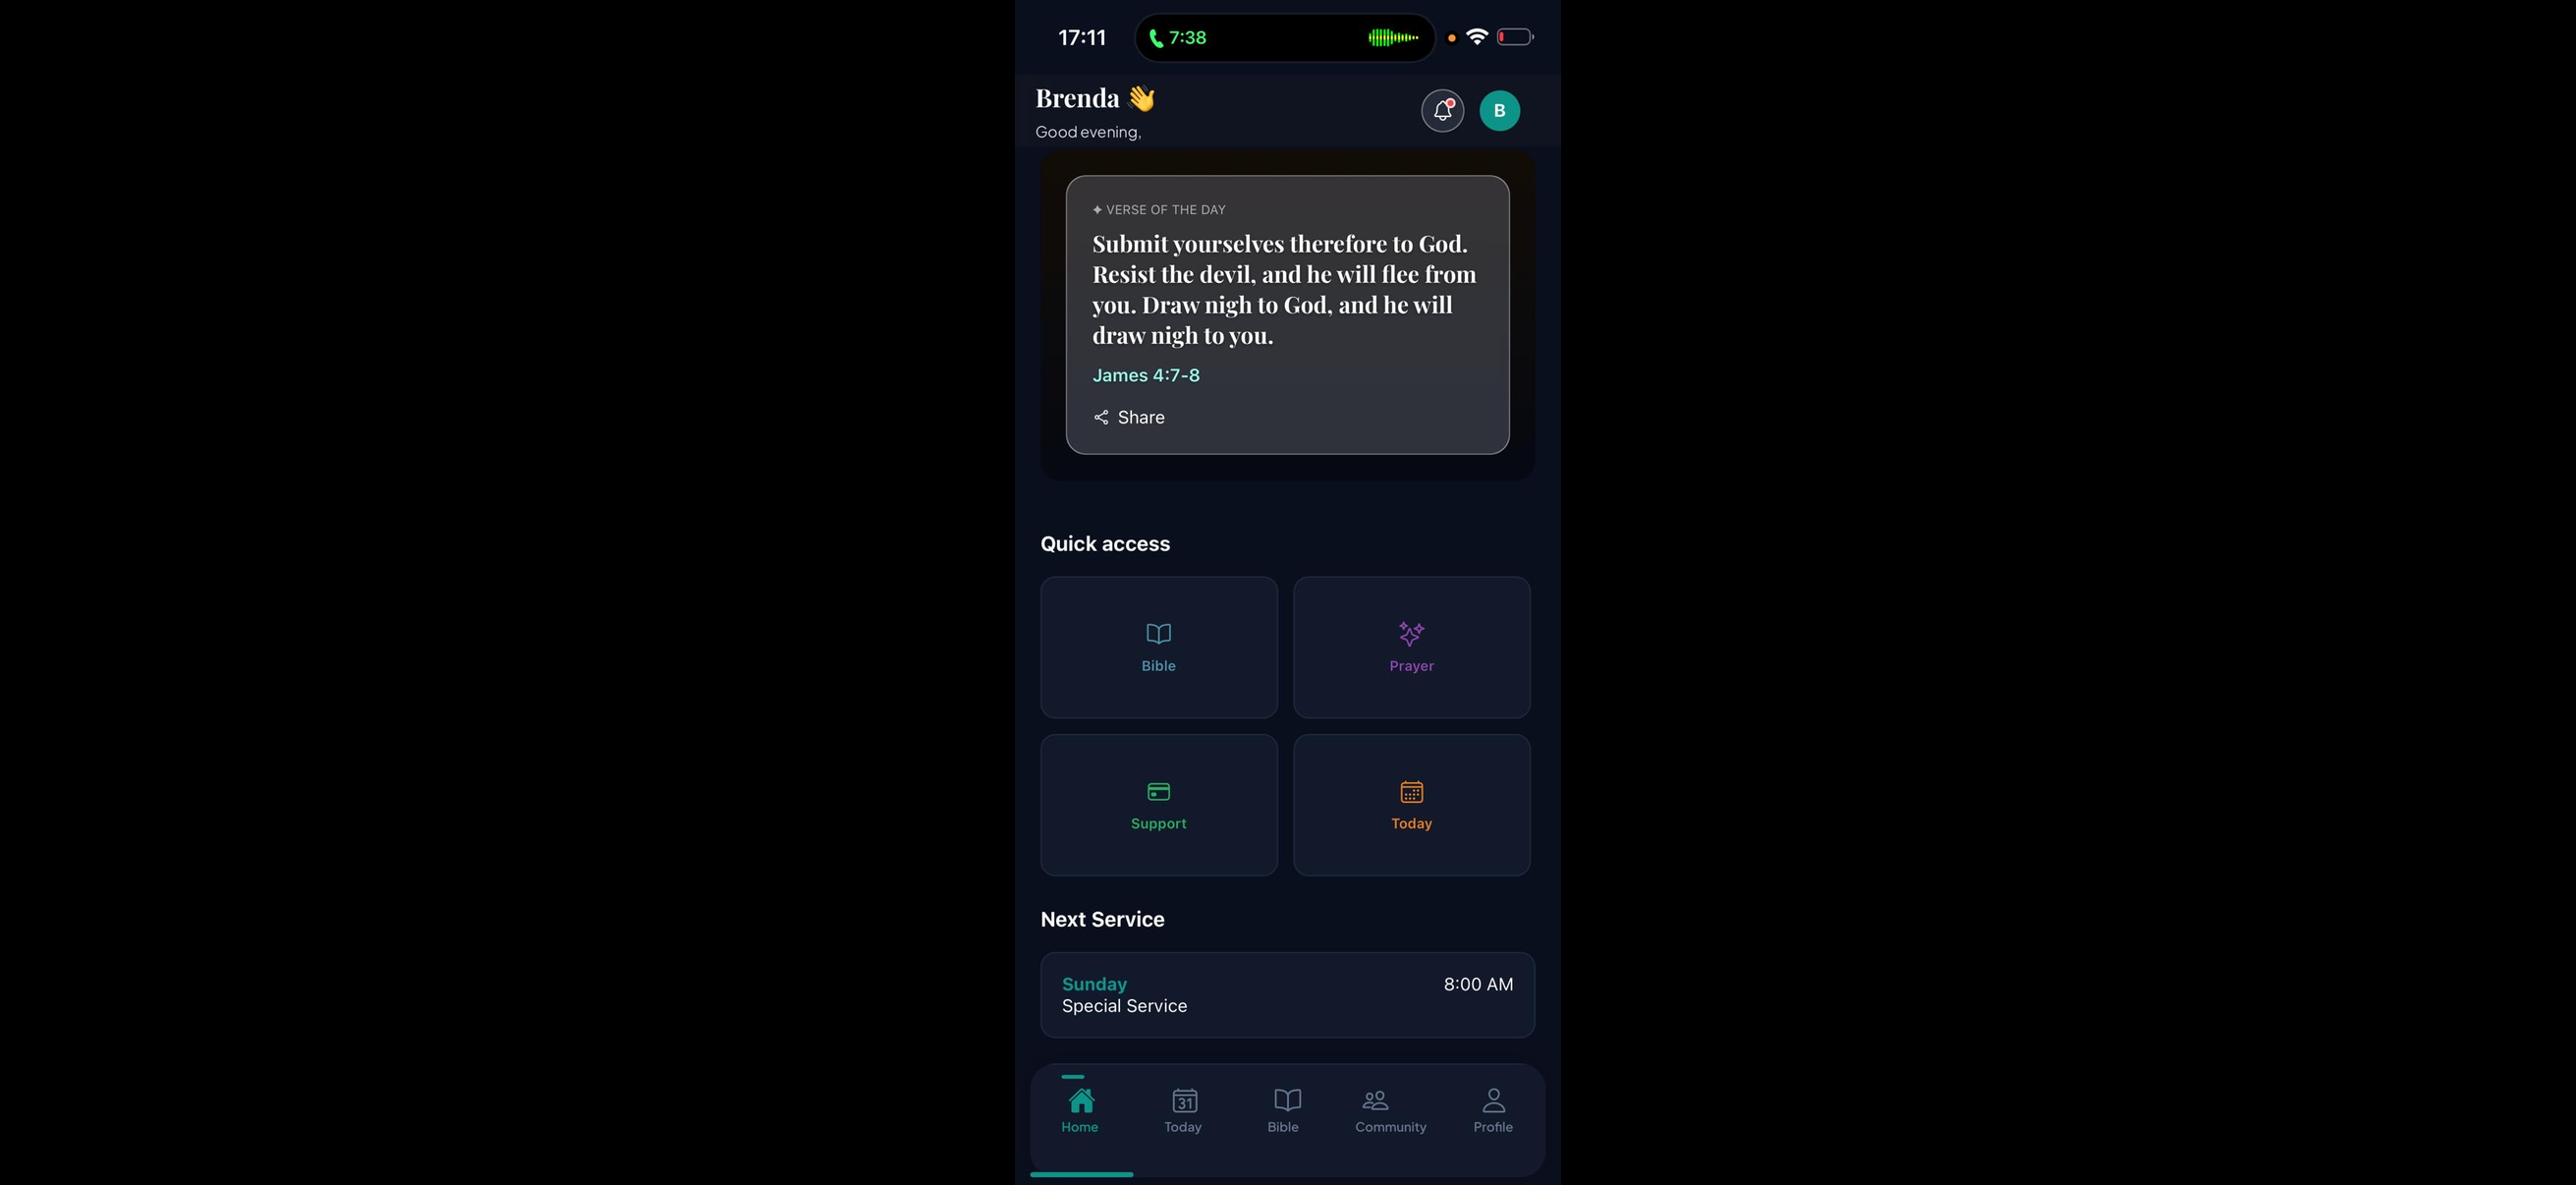 17:11
7:38
Brenda 👋
B
Good evening,
✦ VERSE OF THE DAY
Submit yourselves therefore to God.
Resist the devil, and he will flee from
you. Draw nigh to God, and he will
draw nigh to you.
James 4:7-8
Share
Quick access
Bible
Prayer
Support
Today
Next Service
Sunday
8:00 AM
Special Service
31
Home
Today
Bible
Community
Profile